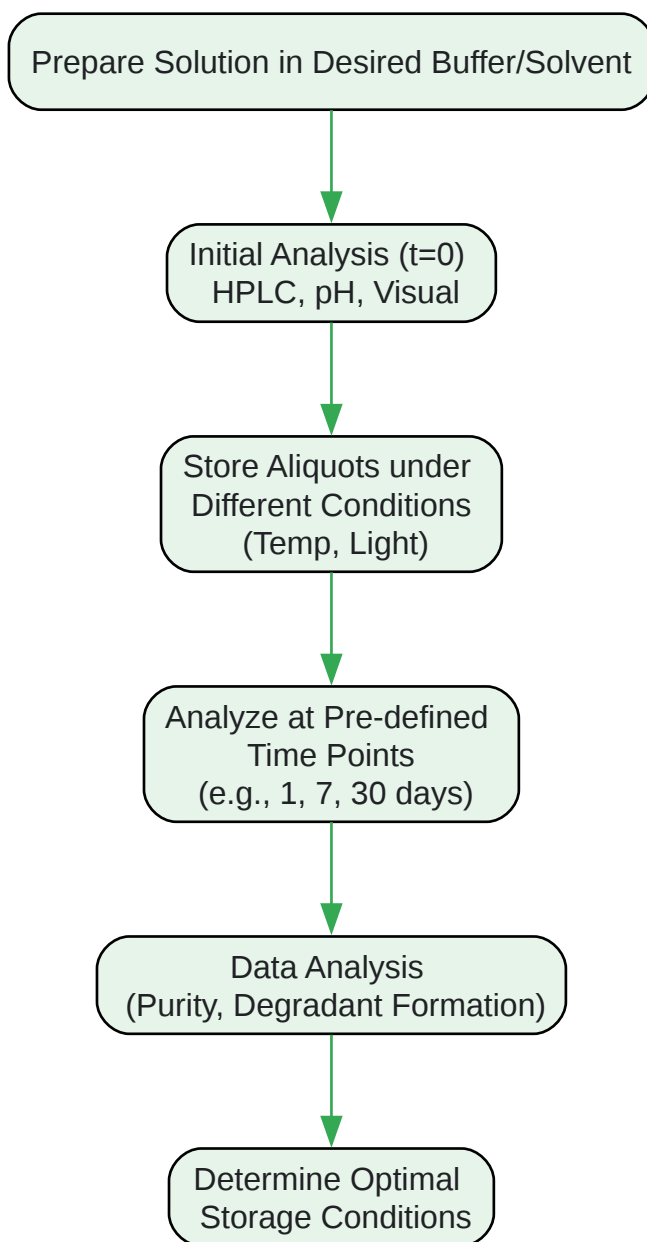 Prepare Solution in Desired Buffer/Solvent
Initial Analysis (t=0)
HPLC, pH, Visual
Store Aliquots under
Different Conditions
(Temp, Light)
Analyze at Pre-defined
Time Points
(e.g., 1, 7, 30 days)
Data Analysis
(Purity, Degradant Formation)
Determine Optimal
Storage Conditions